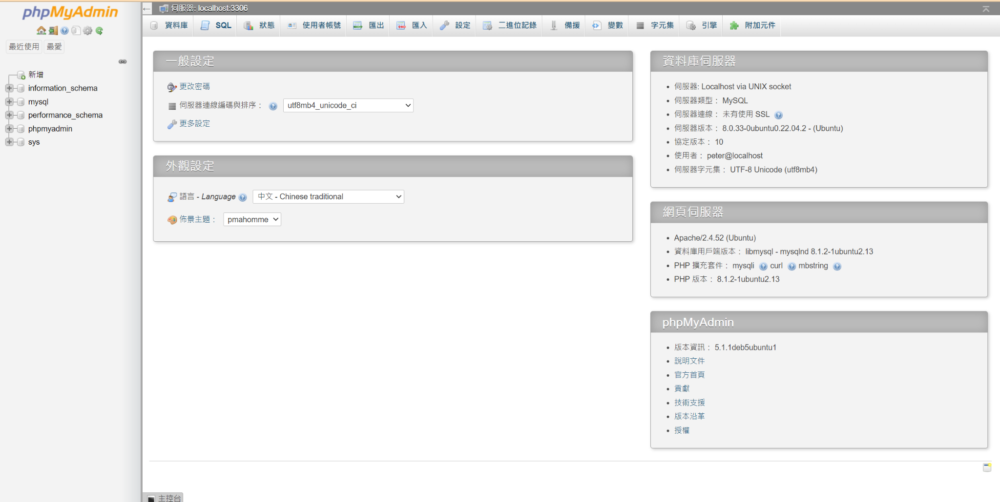 phpMyAdmin
最近使用 最愛
新增
information_schema
mysql
performance_schema
phpmyadmin
sys
伺服器: localhost:3306
資料庫 SQL 狀態 使用者帳號 匯出 匯入 設定 二進位記錄 備援 變數 字元集 引擎 附加元件
一般設定
更改密碼
伺服器連線編碼與排序： utf8mb4_unicode_ci
更多設定
外觀設定
語言 - Language 中文 - Chinese traditional
佈景主題： pmahomme
資料庫伺服器
伺服器: Localhost via UNIX socket
伺服器類型： MySQL
伺服器連線： 未有使用 SSL
伺服器版本： 8.0.33-0ubuntu0.22.04.2 - (Ubuntu)
協定版本： 10
使用者： peter@localhost
伺服器字元集： UTF-8 Unicode (utf8mb4)
網頁伺服器
Apache/2.4.52 (Ubuntu)
資料庫用戶端版本： libmysql - mysqlnd 8.1.2-1ubuntu2.13
PHP 擴充套件： mysqli curl mbstring
PHP 版本： 8.1.2-1ubuntu2.13
phpMyAdmin
版本資訊： 5.1.1deb5ubuntu1
說明文件
官方首頁
貢獻
技術支援
版本沿革
授權
主控台